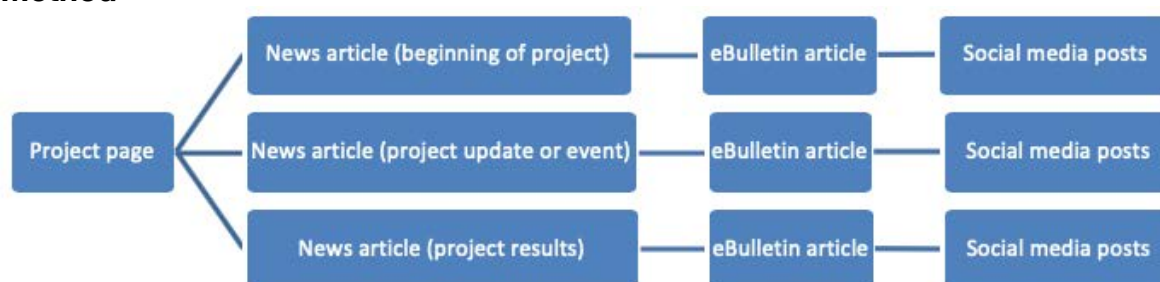 News article (beginning of project) eBulletin article Social media posts
Project page News article (project update or event) eBulletin article Social media posts
News article (project results) eBulletin article Social media posts